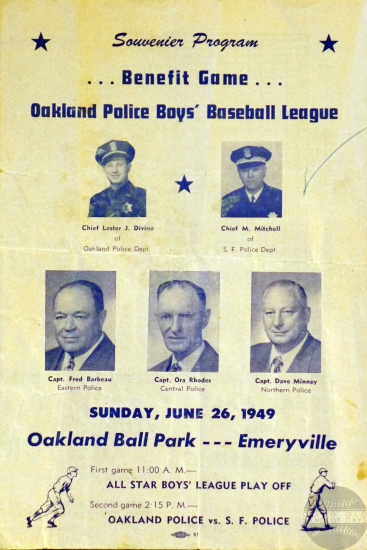 Souvenier Program
...Benefit Game...
Oakland Police Boys' Baseball League
Chief Lester J. Divine
of
Oakland Police Dept.
Chief M. Mitchell
of
S. F. Police Dept.
Capt. Fred Barbeau
Eastern Police
Capt. Ora Rhodes
Central Police
Capt. Dave Minney
Northern Police
SUNDAY, JUNE 26, 1949
Oakland Ball Park --- Emeryville
First game 11:00 A. M.—
ALL STAR BOYS' LEAGUE PLAY OFF
Second game 2:15 P. M.—
OAKLAND POLICE vs. S. F. POLICE